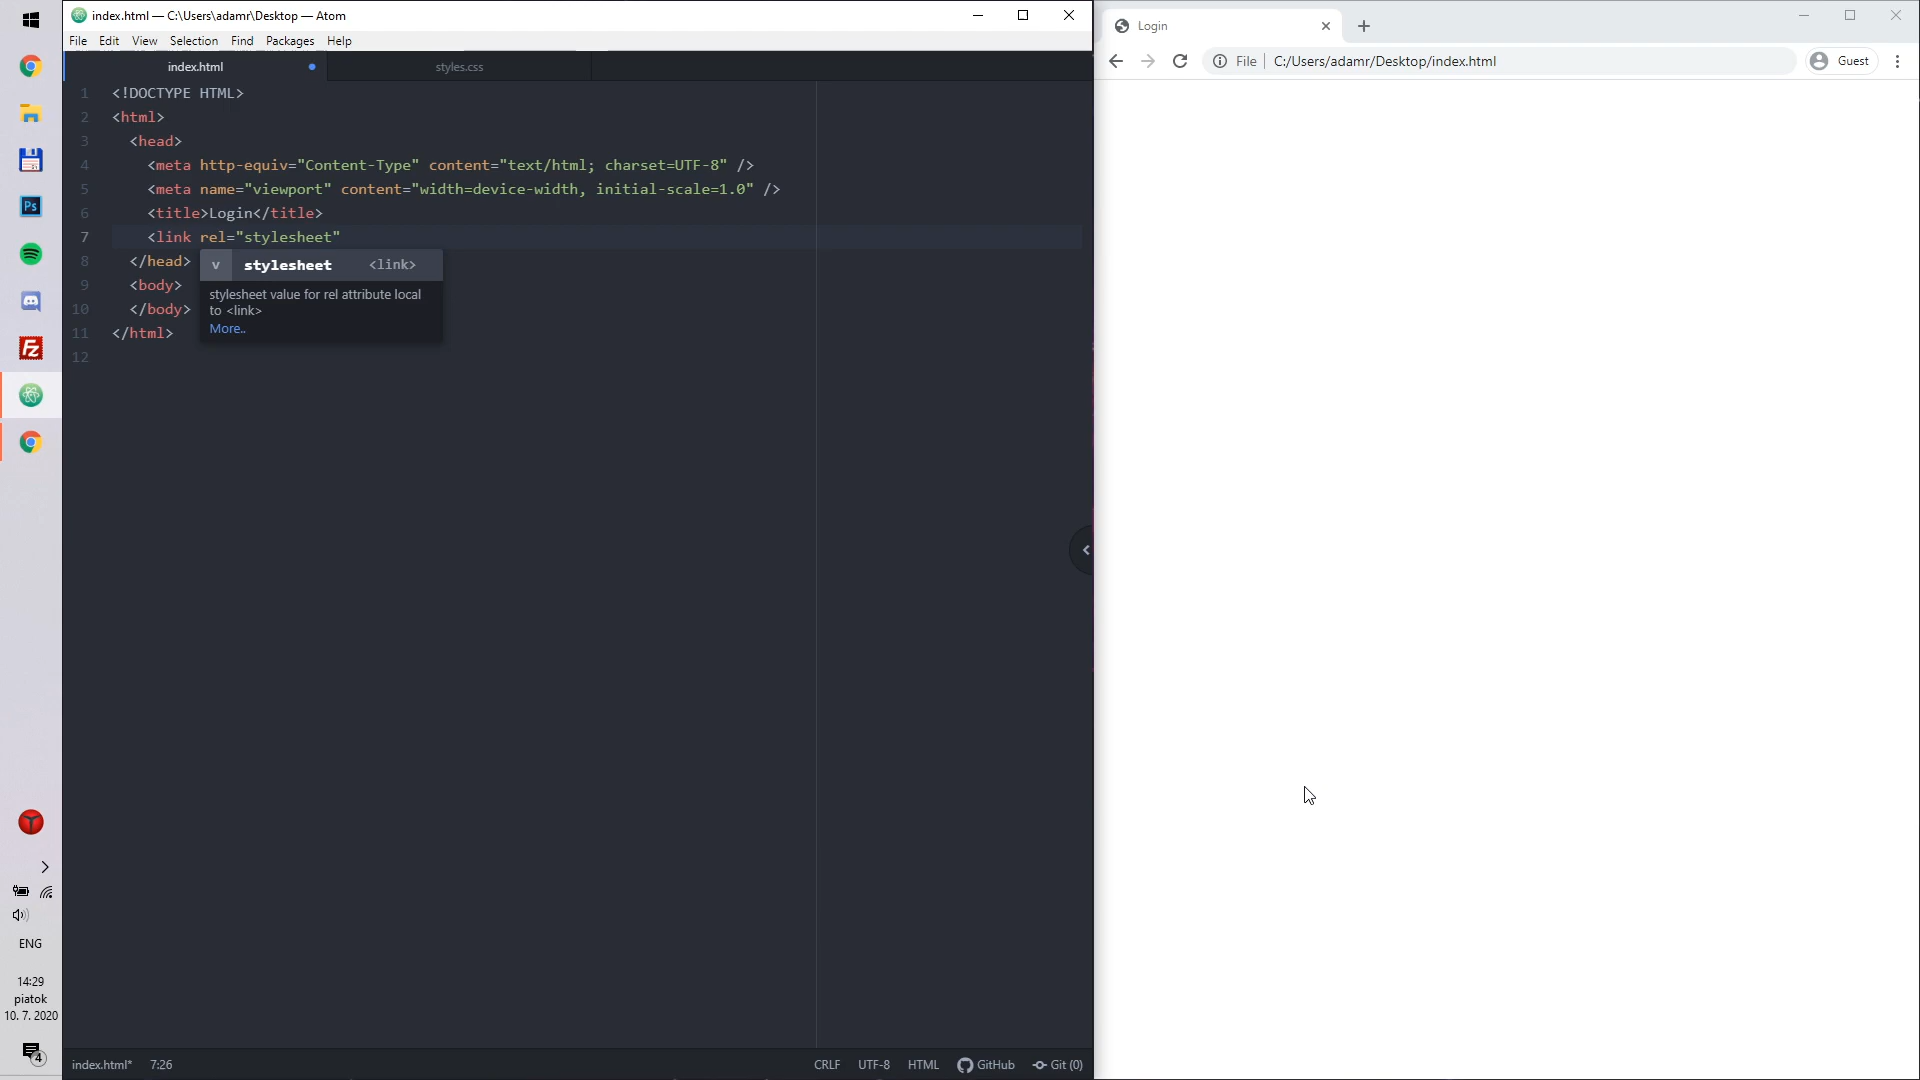 index.html — C:\Users\adamr\Desktop — Atom
File Edit View Selection Find Packages Help
index.html styles.css
1 <!DOCTYPE HTML>
2 <html>
3 <head>
4 <meta http-equiv="Content-Type" content="text/html; charset=UTF-8" />
5 <meta name="viewport" content="width=device-width, initial-scale=1.0" />
6 <title>Login</title>
7 <link rel="stylesheet"
8 </head>
v stylesheet <link>
9 <body>
stylesheet value for rel attribute local
to <link>
10 </body>
More..
11 </html>
12
index.html* 7:26 CRLF UTF-8 HTML GitHub Git (0)
Login
File C:/Users/adamr/Desktop/index.html Guest
Ps
Fz
ENG
14:29
piatok
10. 7. 2020
4